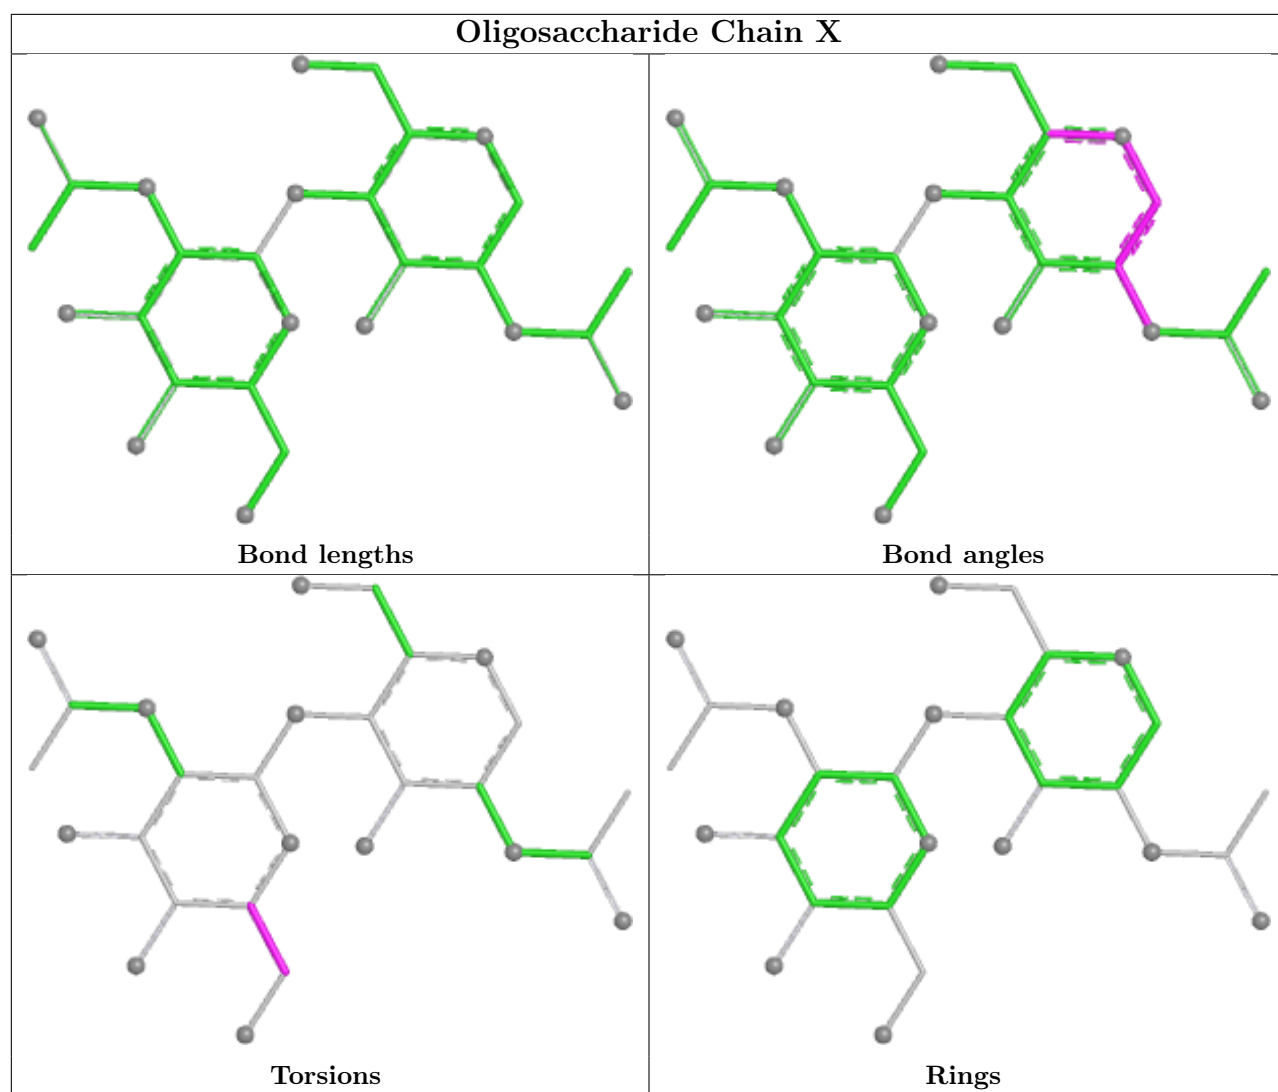 Oligosaccharide Chain X
Bond lengths
Bond angles
Torsions
Rings